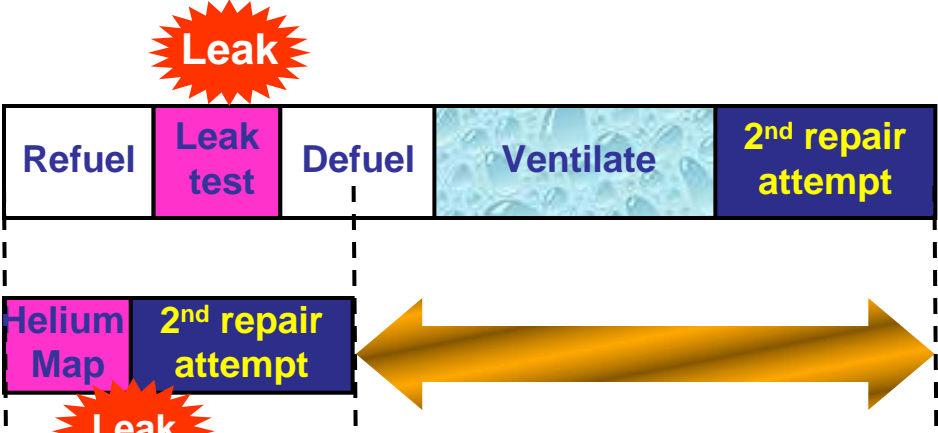 Leak
Refuel
Leak
test
Defuel
Ventilate
2nd repair
attempt
Helium
Map
2nd repair
attempt
Leak